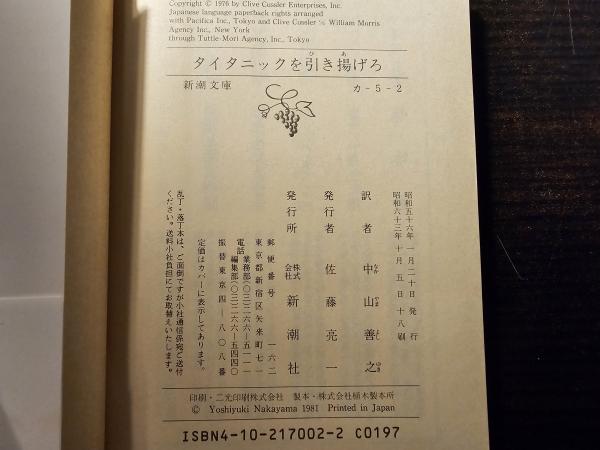 Copyright © 1976 by Clive Cussler Enterprises, Inc.
Japanese language paperback rights arranged
with Pacifica Inc., Tokyo and Clive Cussler ℅ William Morris
Agency Inc., New York
through Tuttle-Mori Agency, Inc., Tokyo
タイタニックを引き揚げろ
新潮文庫
カ-5-2
昭和五十六年一月二十日発行
昭和六十三年十月五日十八刷
訳者 中山善之
発行者 佐藤亮一
発行所 株式会社新潮社
郵便番号 一六二
東京都新宿区矢来町七一
電話 業務部(〇三)二六六―五一一一
編集部(〇三)二六六―五四四〇
振替東京四―八〇八番
定価はカバーに表示してあります。
乱丁・落丁本は、ご面倒ですが小社通信係宛ご送付
ください。送料小社負担にてお取替えいたします。
印刷・二光印刷株式会社 製本・株式会社植木製本所
© Yoshiyuki Nakayama 1981 Printed in Japan
ISBN4-10-217002-2 C0197